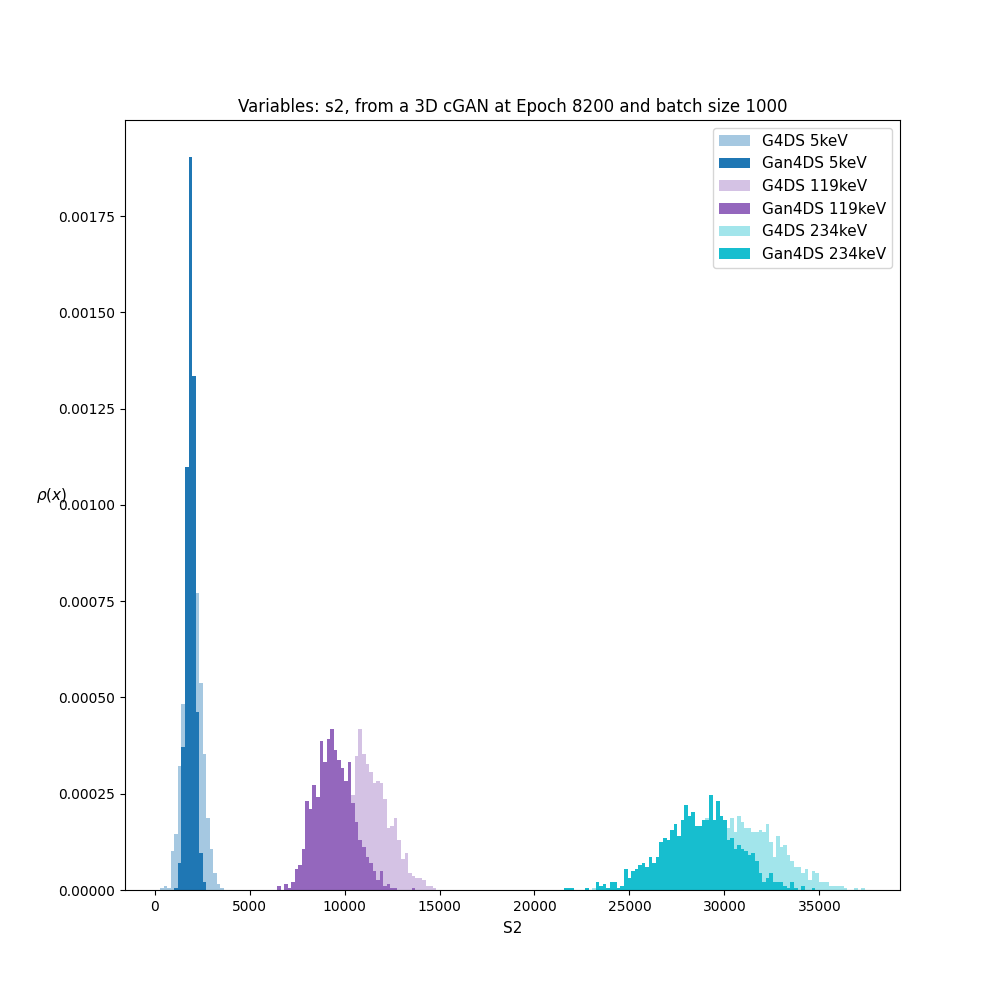 Variables: s2, from a 3D cGAN at Epoch 8200 and batch size 1000
G4DS 5keV
Gan4DS 5keV
G4DS 119keV
Gan4DS 119keV
G4DS 234keV
Gan4DS 234keV
0.00175
0.00150
0.00125
ρ(x)
0.00100
0.00075
0.00050
0.00025
0.00000
0 5000 10000 15000 20000 25000 30000 35000
S2